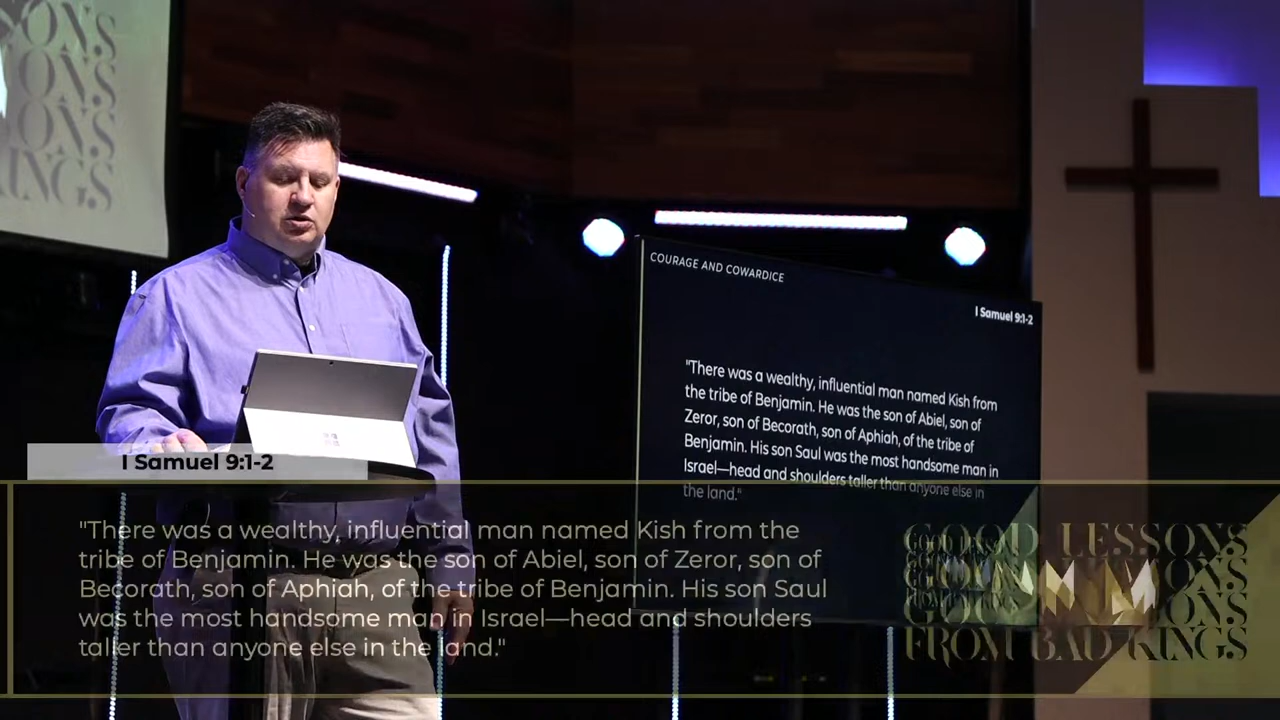 ONS
ONS
ONS
KINGS
COURAGE AND COWARDICE
I Samuel 9:1-2
"There was a wealthy, influential man named Kish from
the tribe of Benjamin. He was the son of Abiel, son of
Zeror, son of Becorath, son of Aphiah, of the tribe of
Benjamin. His son Saul was the most handsome man in
Israel—head and shoulders taller than anyone else in
the land."
I Samuel 9:1-2
"There was a wealthy, influential man named Kish from the
tribe of Benjamin. He was the son of Abiel, son of Zeror, son of
Becorath, son of Aphiah, of the tribe of Benjamin. His son Saul
was the most handsome man in Israel—head and shoulders
taller than anyone else in the land."
GOOD LESSONS
FROM BAD KINGS